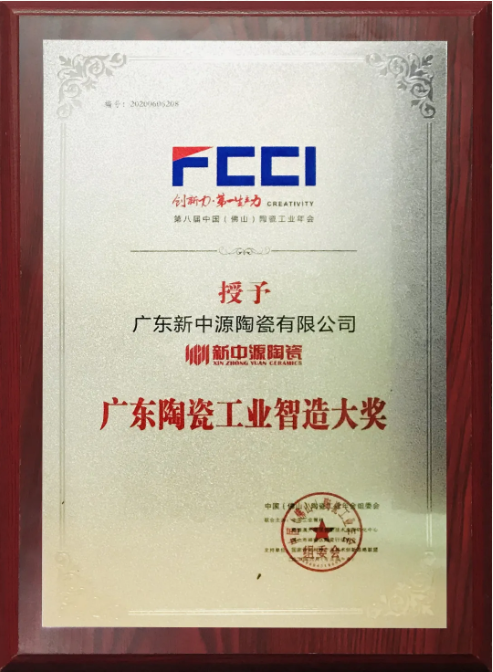 编号：20209605208
FCCI
创新力·第一生产力 CREATIVITY
第八届中国（佛山）陶瓷工业年会
授予
广东新中源陶瓷有限公司
新中源陶瓷
XIN ZHONG YUAN CERAMICS
广东陶瓷工业智造大奖
中国（佛山）陶瓷工业年会组委会
组委会